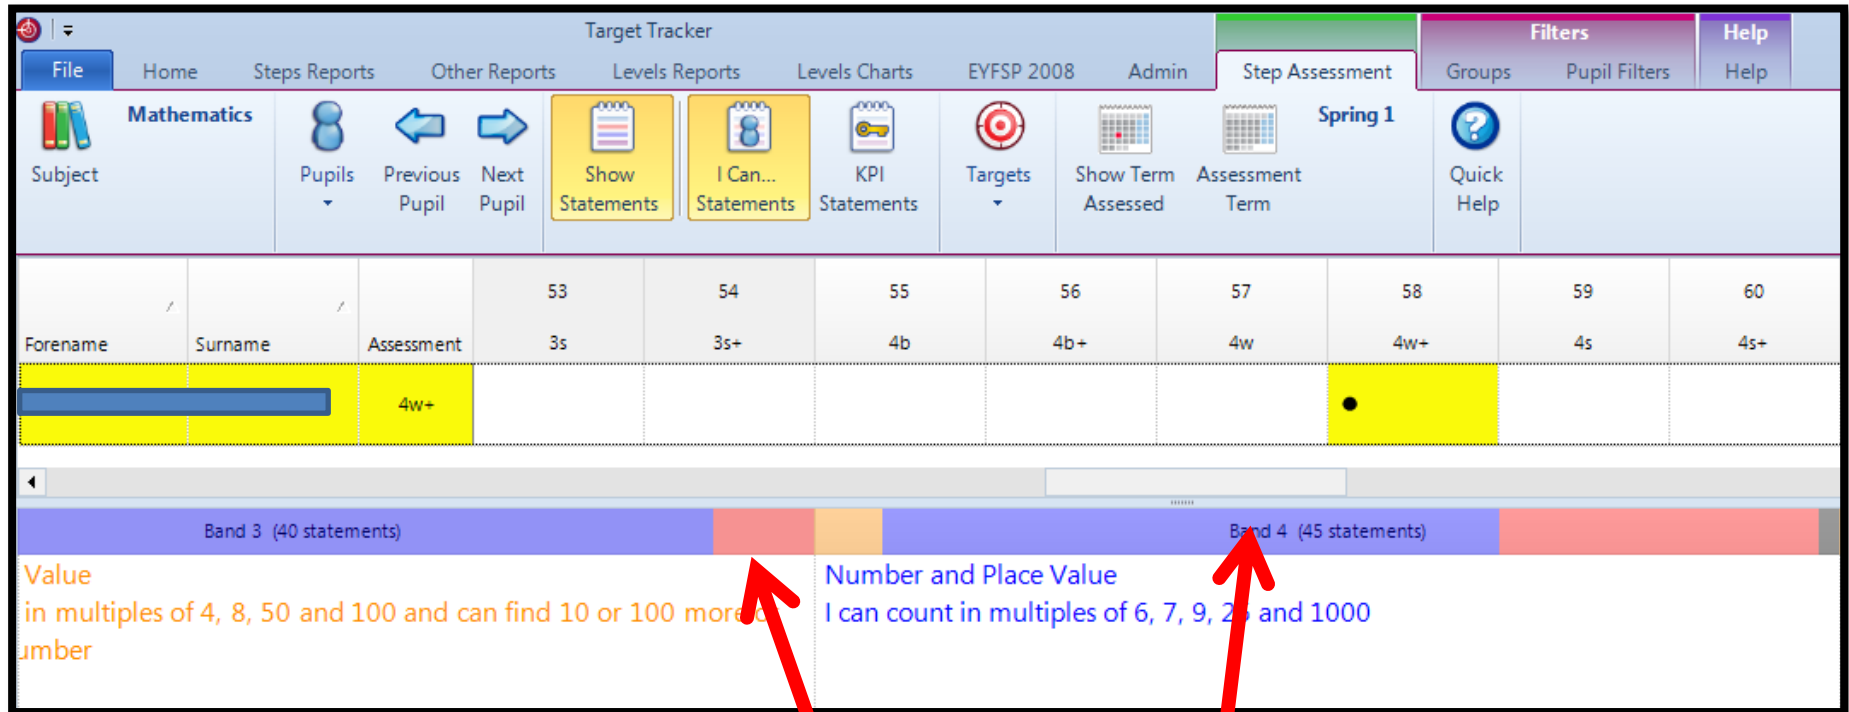 Target Tracker
Filters
Help
File Home Steps Reports Other Reports Levels Reports Levels Charts EYFSP 2008 Admin Step Assessment Groups Pupil Filters Help
Mathematics
Spring 1
Subject Pupils Previous Pupil Next Pupil Show Statements I Can... Statements KPI Statements Targets Show Term Assessed Assessment Term Quick Help
53 54 55 56 57 58 59 60
Forename Surname Assessment 3s 3s+ 4b 4b+ 4w 4w+ 4s 4s+
4w+
Band 3 (40 statements) Band 4 (45 statements)
Value
in multiples of 4, 8, 50 and 100 and can find 10 or 100 more
umber
Number and Place Value
I can count in multiples of 6, 7, 9, 25 and 1000